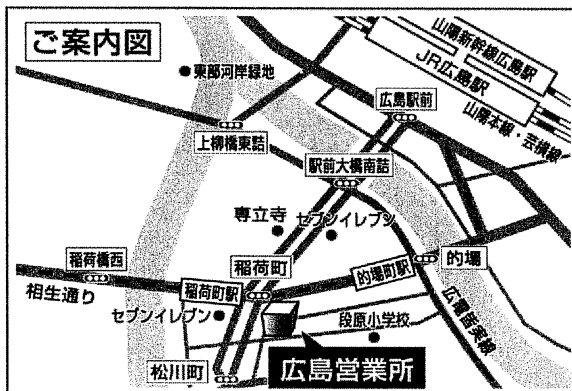 ご案内図
山陽新幹線広島駅
JR広島駅
山陽本線・芸備線
東部河岸緑地
広島駅前
上柳橋東詰
駅前大橋南詰
専立寺
セブンイレブン
稲荷町
稲荷橋西
相生通り
稲荷町駅
的場町駅
的場
セブンイレブン
段原小学校
広電皆実線
松川町
広島営業所